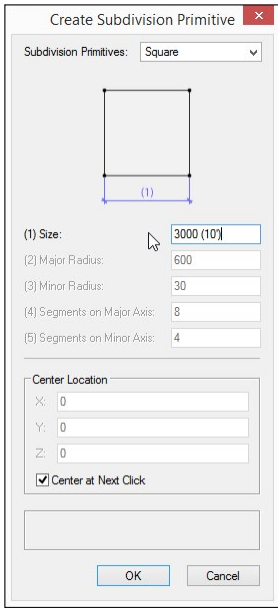 Create Subdivision Primitive
Subdivision Primitives: Square
(1)
(1) Size: 3000 (10')
(2) Major Radius: 600
(3) Minor Radius: 30
(4) Segments on Major Axis: 8
(5) Segments on Minor Axis: 4
Center Location
X: 0
Y: 0
Z: 0
Center at Next Click
OK Cancel